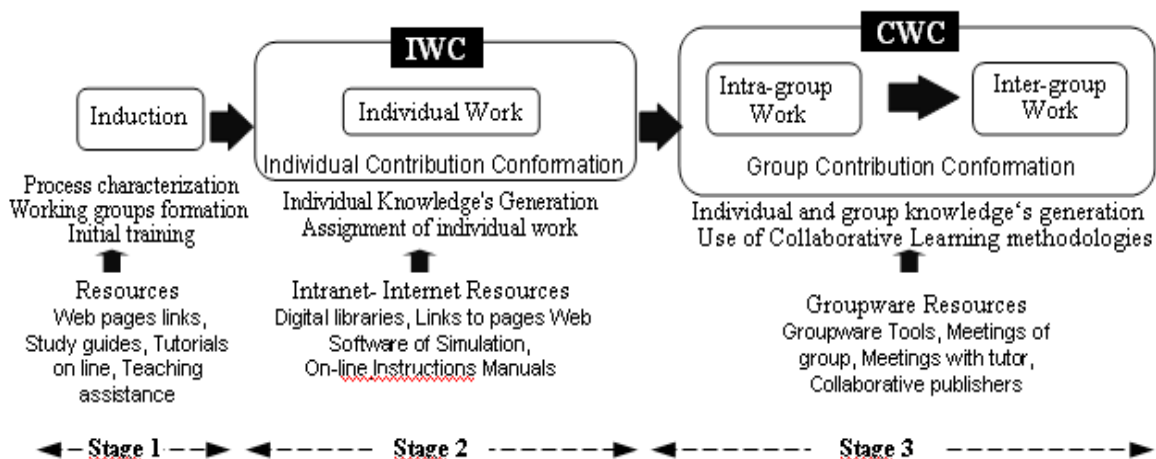 IWC
CWC
Induction
Individual Work
Intra-group
Work
Inter-group
Work
Individual Contribution Conformation
Group Contribution Conformation
Process characterization
Working groups formation
Initial training
Individual Knowledge's Generation
Assignment of individual work
Individual and group knowledge's generation
Use of Collaborative Learning methodologies
Resources
Web pages links,
Study guides, Tutorials
on line, Teaching
assistance
Intranet- Internet Resources
Digital libraries, Links to pages Web
Software of Simulation,
On-line Instructions Manuals
Groupware Resources
Groupware Tools, Meetings of
group, Meetings with tutor,
Collaborative publishers
Stage 1
Stage 2
Stage 3